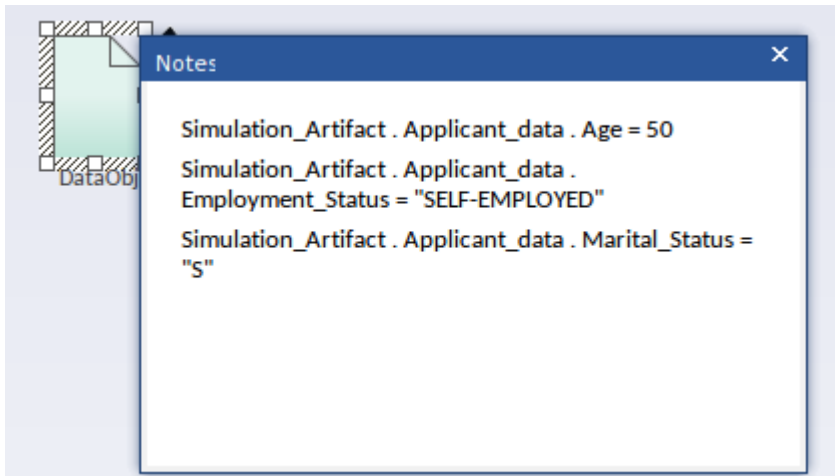 Notes
Simulation_Artifact . Applicant_data . Age = 50
Simulation_Artifact . Applicant_data .
Employment_Status = "SELF-EMPLOYED"
Simulation_Artifact . Applicant_data . Marital_Status =
"S"
DataObj